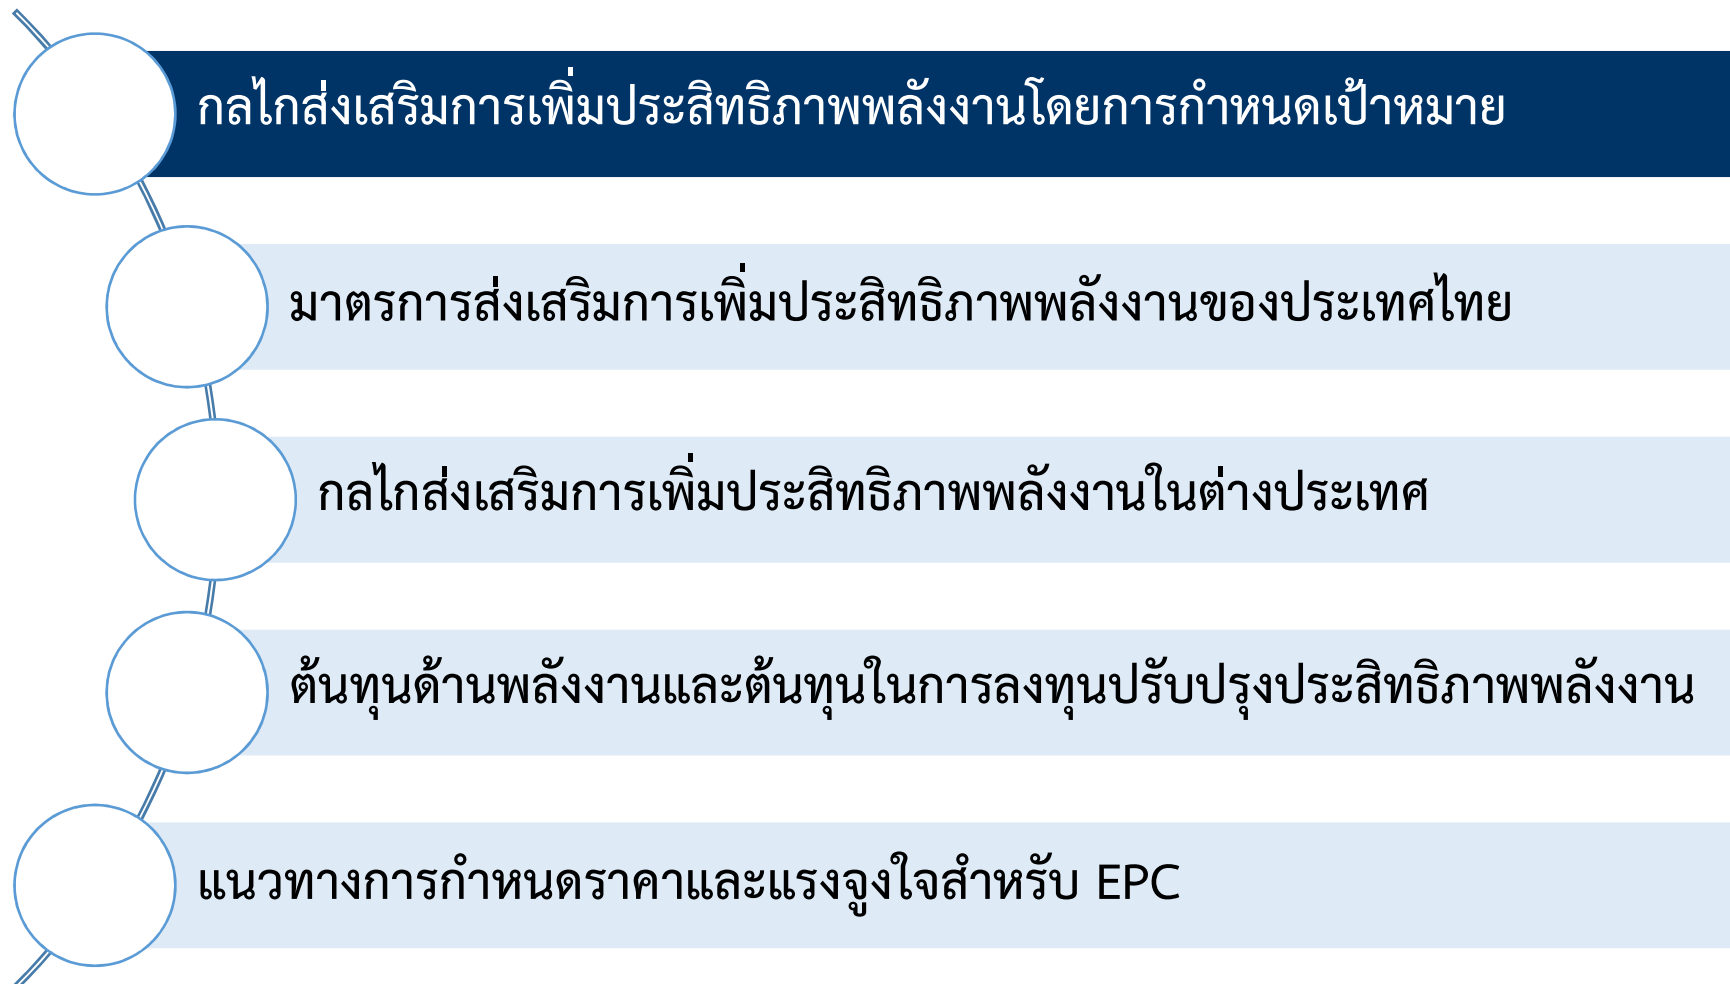 กลไกส่งเสริมการเพิ่มประสิทธิภาพพลังงานโดยการกำหนดเป้าหมาย
มาตรการส่งเสริมการเพิ่มประสิทธิภาพพลังงานของประเทศไทย
กลไกส่งเสริมการเพิ่มประสิทธิภาพพลังงานในต่างประเทศ
ต้นทุนด้านพลังงานและต้นทุนในการลงทุนปรับปรุงประสิทธิภาพพลังงาน
แนวทางการกำหนดราคาและแรงจูงใจสำหรับ EPC